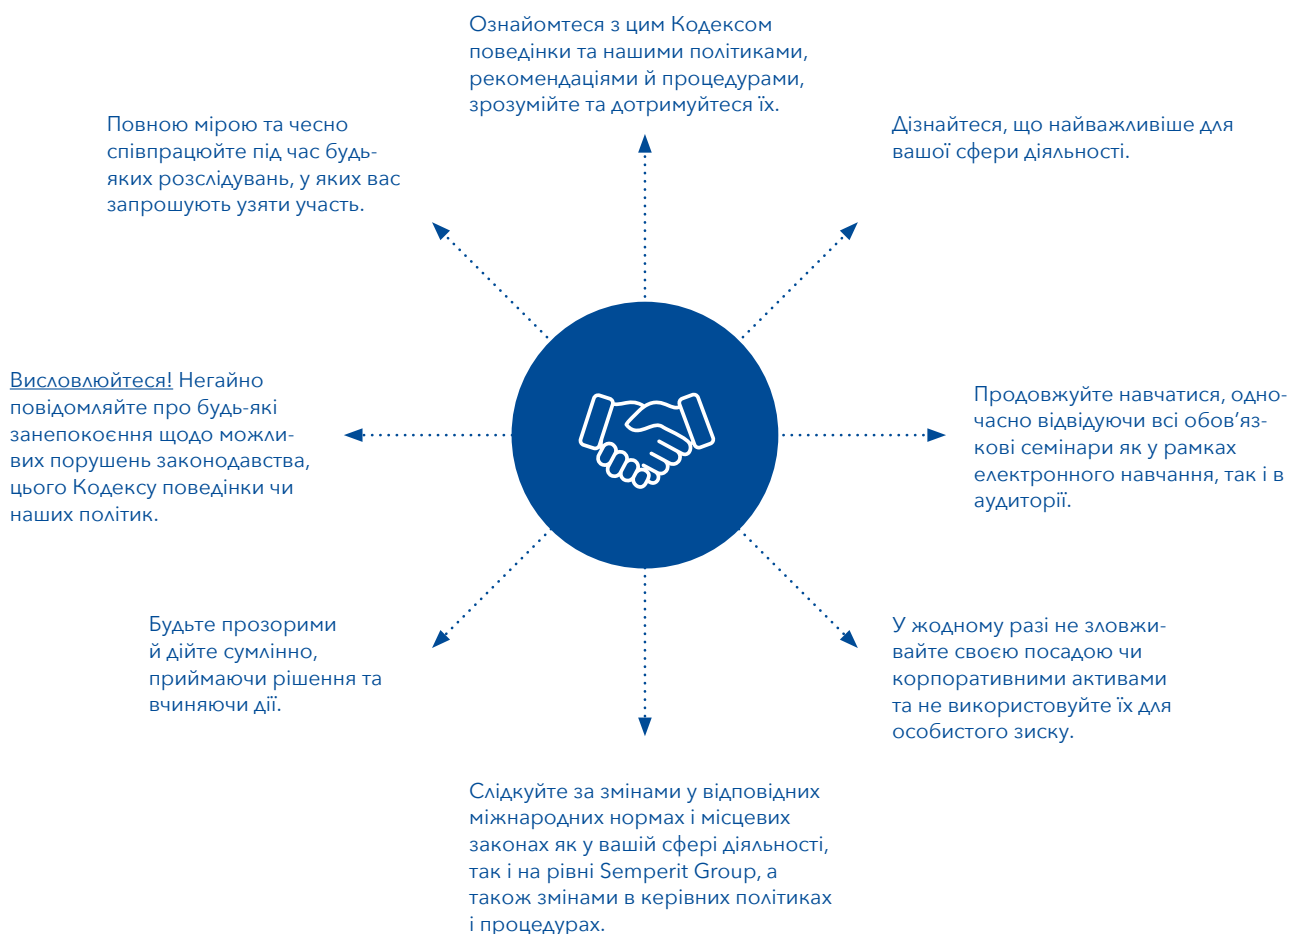 Ознайомтеся з цим Кодексом
поведінки та нашими політиками,
рекомендаціями й процедурами,
зрозумійте та дотримуйтеся їх.
Дізнайтеся, що найважливіше для
вашої сфери діяльності.
Продовжуйте навчатися, одно-
часно відвідуючи всі обов’яз-
кові семінари як у рамках
електронного навчання, так і в
аудиторії.
У жодному разі не зловжи-
вайте своєю посадою чи
корпоративними активами
та не використовуйте їх для
особистого зиску.
Слідкуйте за змінами у відповідних
міжнародних нормах і місцевих
законах як у вашій сфері діяльності,
так і на рівні Semperit Group, а
також змінами в керівних політиках
і процедурах.
Будьте прозорими
й дійте сумлінно,
приймаючи рішення та
вчиняючи дії.
Висловлюйтеся! Негайно
повідомляйте про будь-які
занепокоєння щодо можли-
вих порушень законодавства,
цього Кодексу поведінки чи
наших політик.
Повною мірою та чесно
співпрацюйте під час будь-
яких розслідувань, у яких вас
запрошують узяти участь.